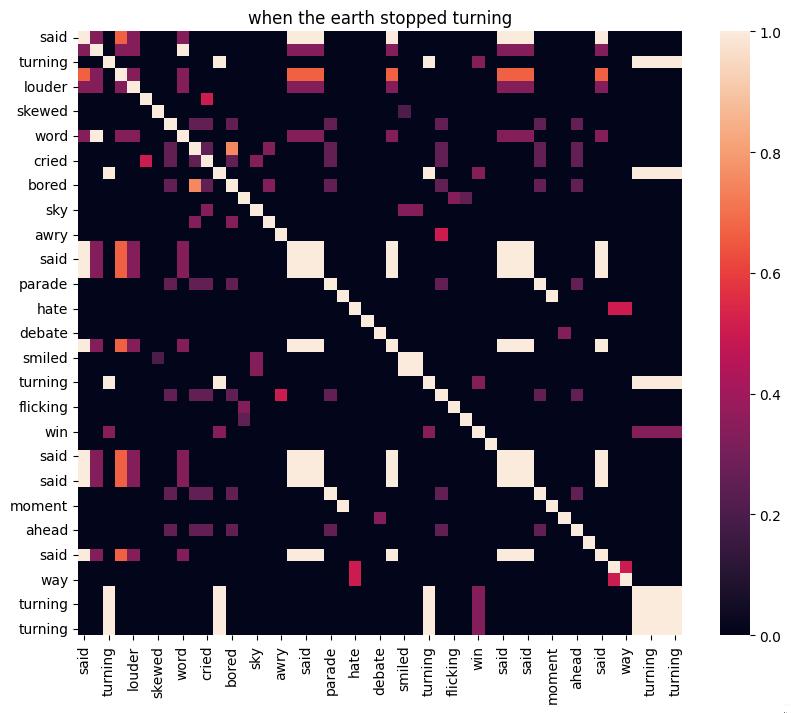 when the earth stopped turning
said
turning
louder
skewed
word
cried
bored
sky
awry
said
parade
hate
debate
smiled
turning
flicking
win
said
said
moment
ahead
said
way
turning
turning
said turning louder skewed word cried bored sky awry said parade hate debate smiled turning flicking win said said moment ahead said way turning turning
1.0
0.8
0.6
0.4
0.2
0.0